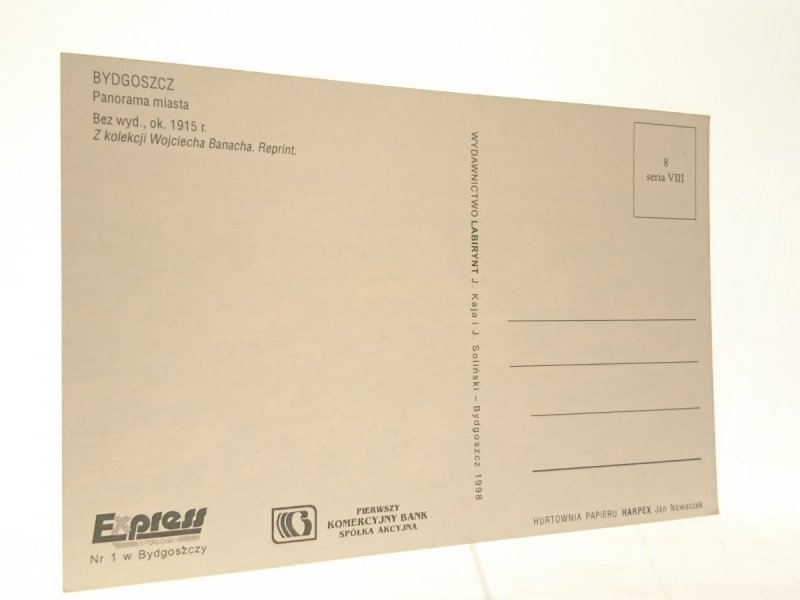 BYDGOSZCZ
Panorama miasta
Bez wyd., ok. 1915 r.
Z kolekcji Wojciecha Banacha. Reprint.
WYDAWNICTWO LABIRYNT J. Kaja i J. Soliński – Bydgoszcz 1998
8
seria VIII
Express
Nr 1 w Bydgoszczy
PIERWSZY
KOMERCYJNY BANK
SPÓŁKA AKCYJNA
HURTOWNIA PAPIERU HARPEX Jan Nowaczek